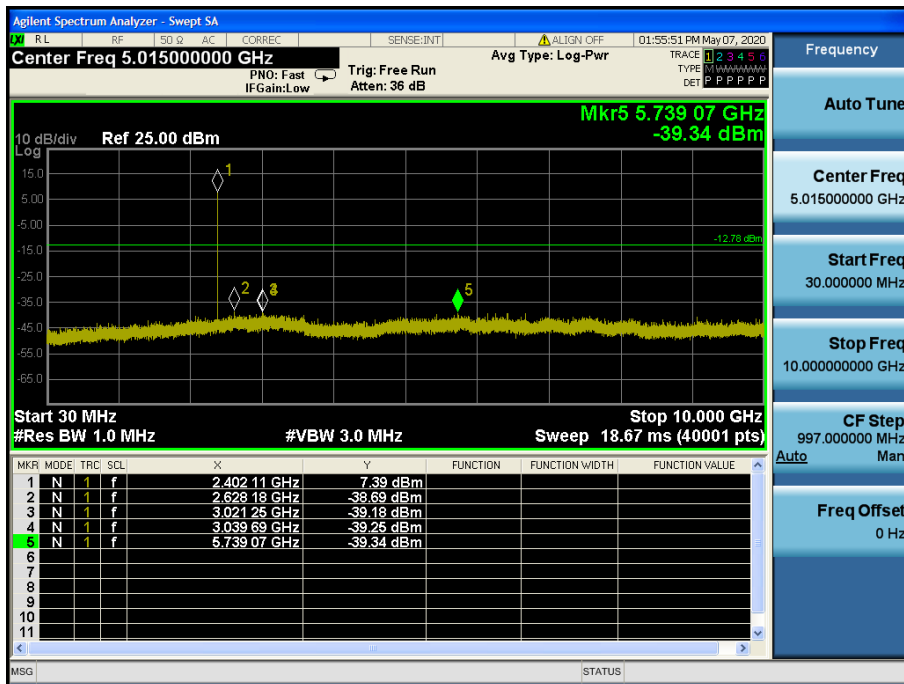 Agilent Spectrum Analyzer - Swept SA
LXI RL RF 50 Ω AC CORREC SENSE:INT ALIGN OFF 01:55:51 PM May 07, 2020
Center Freq 5.015000000 GHz
PNO: Fast
IFGain:Low
Trig: Free Run
Atten: 36 dB
Avg Type: Log-Pwr
TRACE 1 2 3 4 5 6
TYPE M W W W W W
DET P P P P P P
Mkr5 5.739 07 GHz
-39.34 dBm
10 dB/div Ref 25.00 dBm
Log
15.0
5.00
-5.00
-15.0
-25.0
-35.0
-45.0
-55.0
-65.0
1
-12.78 dBm
2
5
Start 30 MHz Stop 10.000 GHz
#Res BW 1.0 MHz #VBW 3.0 MHz Sweep 18.67 ms (40001 pts)
MKR MODE TRC SCL X Y FUNCTION FUNCTION WIDTH FUNCTION VALUE
1 N 1 f 2.402 11 GHz 7.39 dBm
2 N 1 f 2.628 18 GHz -38.69 dBm
3 N 1 f 3.021 25 GHz -39.18 dBm
4 N 1 f 3.039 69 GHz -39.25 dBm
5 N 1 f 5.739 07 GHz -39.34 dBm
6
7
8
9
10
11
MSG STATUS
Frequency
Auto Tune
Center Freq
5.015000000 GHz
Start Freq
30.000000 MHz
Stop Freq
10.000000000 GHz
CF Step
997.000000 MHz
Auto Man
Freq Offset
0 Hz